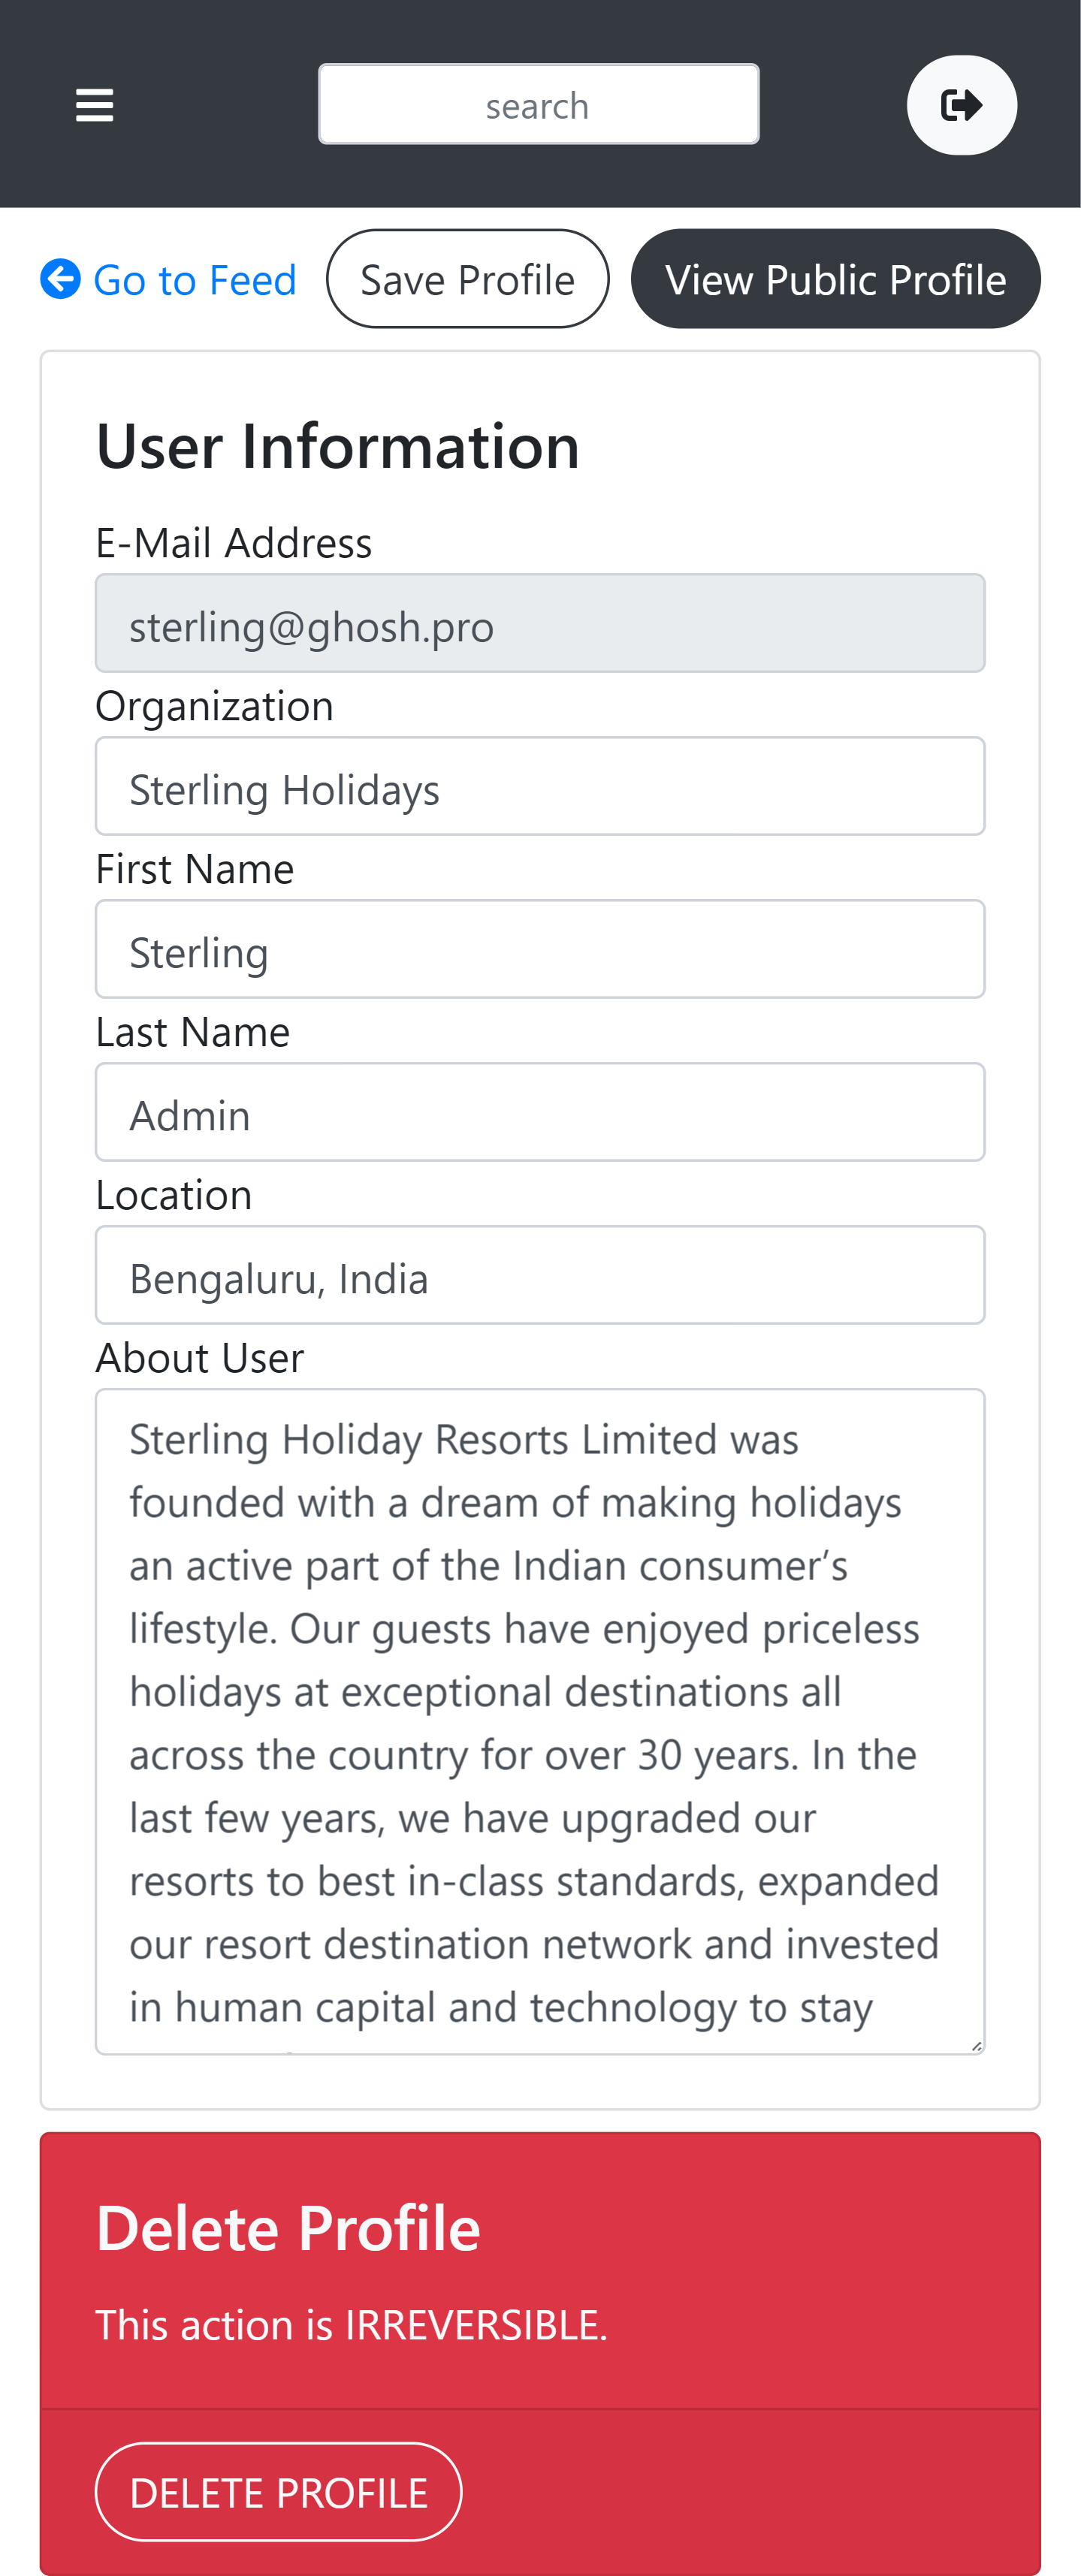 search
Go to Feed
Save Profile
View Public Profile
User Information
E-Mail Address
sterling@ghosh.pro
Organization
Sterling Holidays
First Name
Sterling
Last Name
Admin
Location
Bengaluru, India
About User
Sterling Holiday Resorts Limited was
founded with a dream of making holidays
an active part of the Indian consumer’s
lifestyle. Our guests have enjoyed priceless
holidays at exceptional destinations all
across the country for over 30 years. In the
last few years, we have upgraded our
resorts to best in-class standards, expanded
our resort destination network and invested
in human capital and technology to stay
Delete Profile
This action is IRREVERSIBLE.
DELETE PROFILE